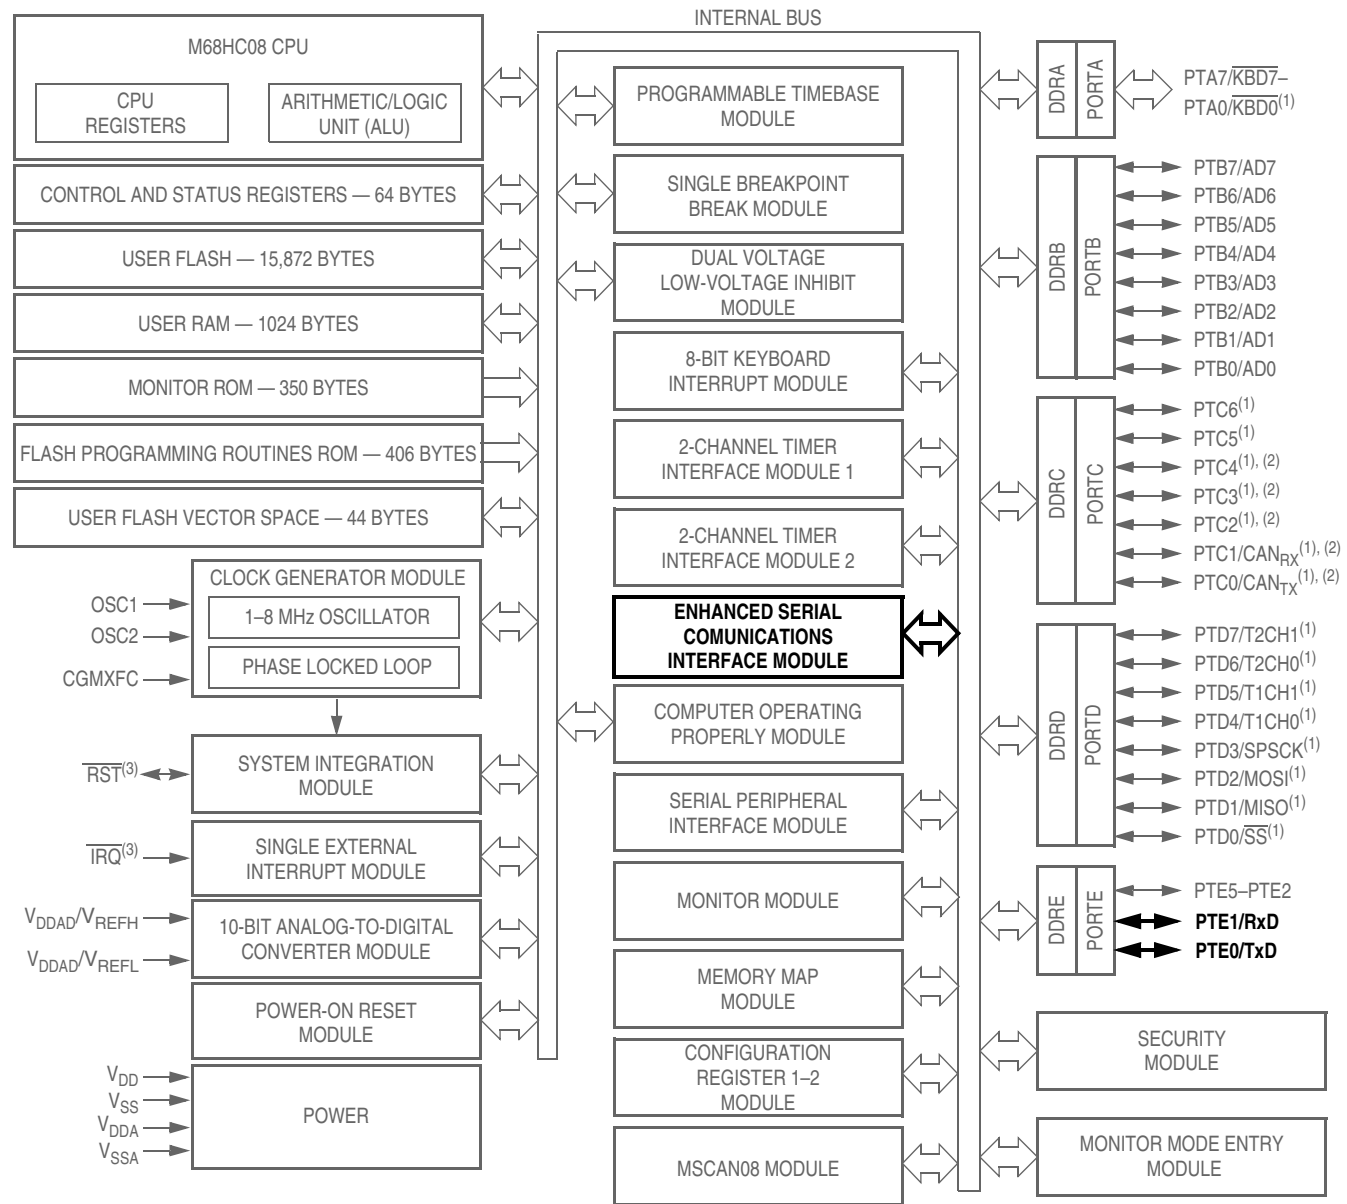 INTERNAL BUS
M68HC08 CPU
CPU
REGISTERS
ARITHMETIC/LOGIC
UNIT (ALU)
CONTROL AND STATUS REGISTERS — 64 BYTES
USER FLASH — 15,872 BYTES
USER RAM — 1024 BYTES
MONITOR ROM — 350 BYTES
FLASH PROGRAMMING ROUTINES ROM — 406 BYTES
USER FLASH VECTOR SPACE — 44 BYTES
CLOCK GENERATOR MODULE
1–8 MHz OSCILLATOR
PHASE LOCKED LOOP
OSC1
OSC2
CGMXFC
SYSTEM INTEGRATION
MODULE
RST(3)
SINGLE EXTERNAL
INTERRUPT MODULE
IRQ(3)
10-BIT ANALOG-TO-DIGITAL
CONVERTER MODULE
VDDAD/VREFH
VDDAD/VREFL
POWER-ON RESET
MODULE
POWER
VDD
VSS
VDDA
VSSA
PROGRAMMABLE TIMEBASE
MODULE
SINGLE BREAKPOINT
BREAK MODULE
DUAL VOLTAGE
LOW-VOLTAGE INHIBIT
MODULE
8-BIT KEYBOARD
INTERRUPT MODULE
2-CHANNEL TIMER
INTERFACE MODULE 1
2-CHANNEL TIMER
INTERFACE MODULE 2
ENHANCED SERIAL
COMUNICATIONS
INTERFACE MODULE
COMPUTER OPERATING
PROPERLY MODULE
SERIAL PERIPHERAL
INTERFACE MODULE
MONITOR MODULE
MEMORY MAP
MODULE
CONFIGURATION
REGISTER 1–2
MODULE
MSCAN08 MODULE
DDRA
PORTA
PTA7/KBD7–
PTA0/KBD0(1)
DDRB
PORTB
PTB7/AD7
PTB6/AD6
PTB5/AD5
PTB4/AD4
PTB3/AD3
PTB2/AD2
PTB1/AD1
PTB0/AD0
DDRC
PORTC
PTC6(1)
PTC5(1)
PTC4(1), (2)
PTC3(1), (2)
PTC2(1), (2)
PTC1/CANRX(1), (2)
PTC0/CANTX(1), (2)
DDRD
PORTD
PTD7/T2CH1(1)
PTD6/T2CH0(1)
PTD5/T1CH1(1)
PTD4/T1CH0(1)
PTD3/SPSCK(1)
PTD2/MOSI(1)
PTD1/MISO(1)
PTD0/SS(1)
DDRE
PORTE
PTE5–PTE2
PTE1/RxD
PTE0/TxD
SECURITY
MODULE
MONITOR MODE ENTRY
MODULE